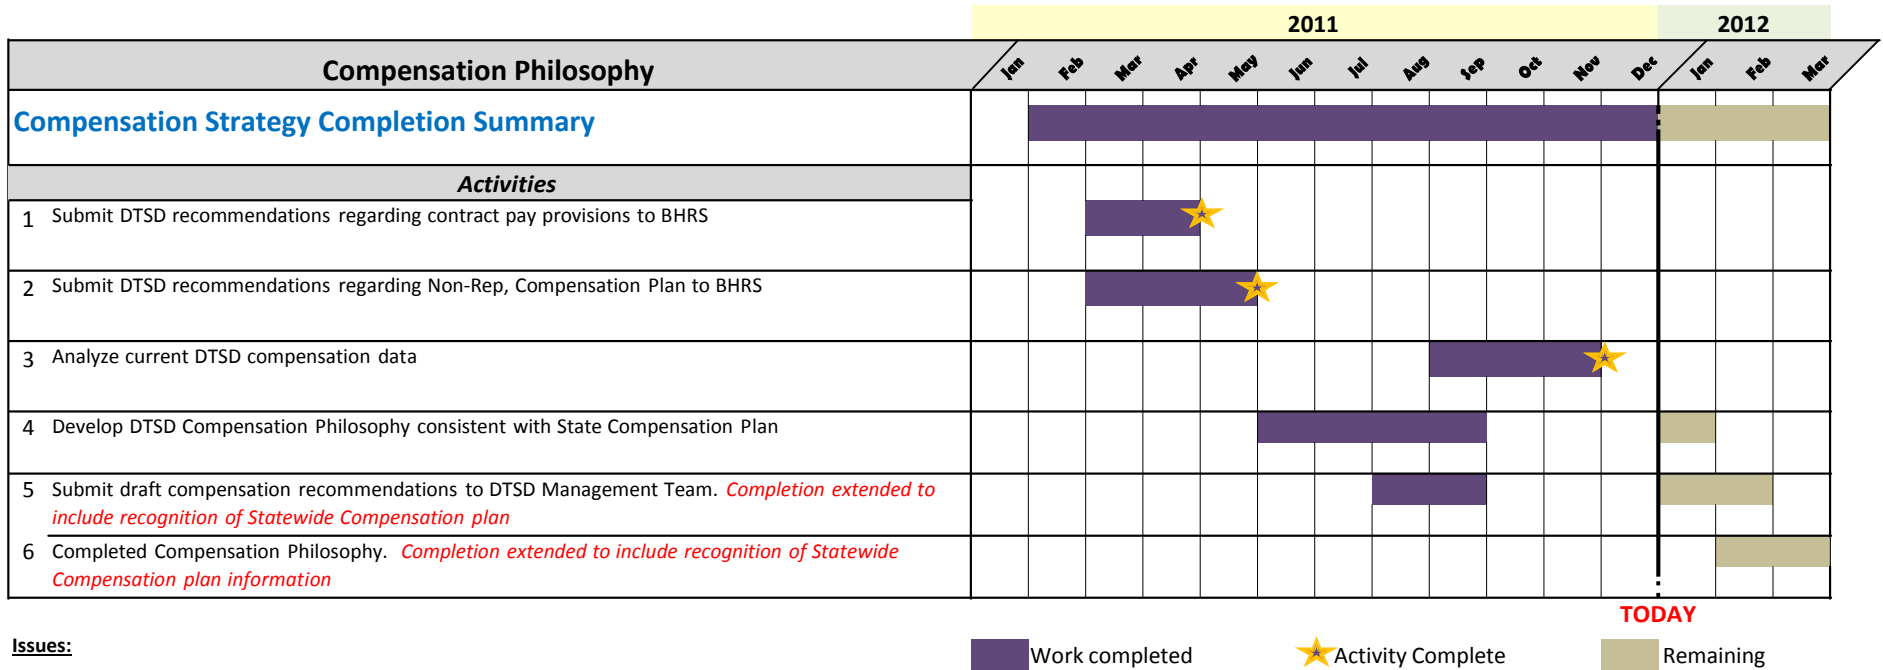 2011 2012
Compensation Philosophy Jan Feb Mar Apr May Jun Jul Aug Sep Oct Nov Dec Jan Feb Mar
Compensation Strategy Completion Summary
Activities
1 Submit DTSD recommendations regarding contract pay provisions to BHRS
2 Submit DTSD recommendations regarding Non-Rep, Compensation Plan to BHRS
3 Analyze current DTSD compensation data
4 Develop DTSD Compensation Philosophy consistent with State Compensation Plan
5 Submit draft compensation recommendations to DTSD Management Team. Completion extended to
include recognition of Statewide Compensation plan
6 Completed Compensation Philosophy. Completion extended to include recognition of Statewide
Compensation plan information
TODAY
Issues: Work completed Activity Complete Remaining